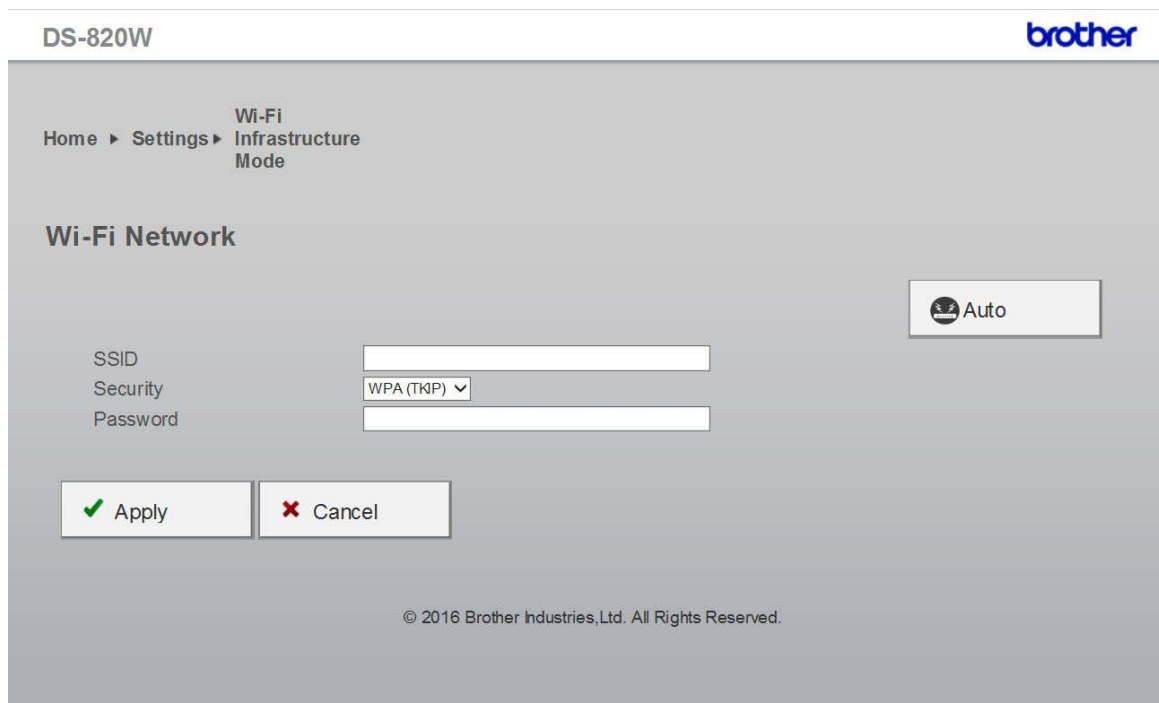 DS-820W
brother
Home ▸ Settings ▸ Wi-Fi
Infrastructure
Mode
Wi-Fi Network
Auto
SSID
Security WPA (TKIP)
Password
Apply Cancel
© 2016 Brother Industries,Ltd. All Rights Reserved.